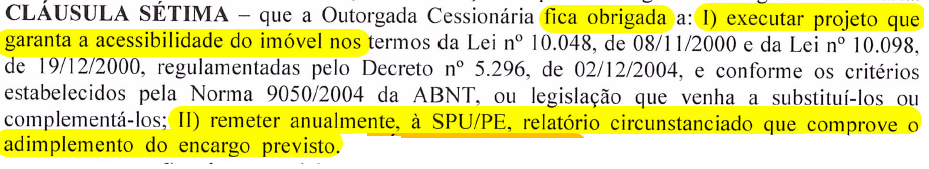 CLÁUSULA SÉTIMA – que a Outorgada Cessionária fica obrigada a: I) executar projeto que
garanta a acessibilidade do imóvel nos termos da Lei nº 10.048, de 08/11/2000 e da Lei nº 10.098,
de 19/12/2000, regulamentadas pelo Decreto nº 5.296, de 02/12/2004, e conforme os critérios
estabelecidos pela Norma 9050/2004 da ABNT, ou legislação que venha a substituí-los ou
complementá-los; II) remeter anualmente, à SPU/PE, relatório circunstanciado que comprove o
adimplemento do encargo previsto.